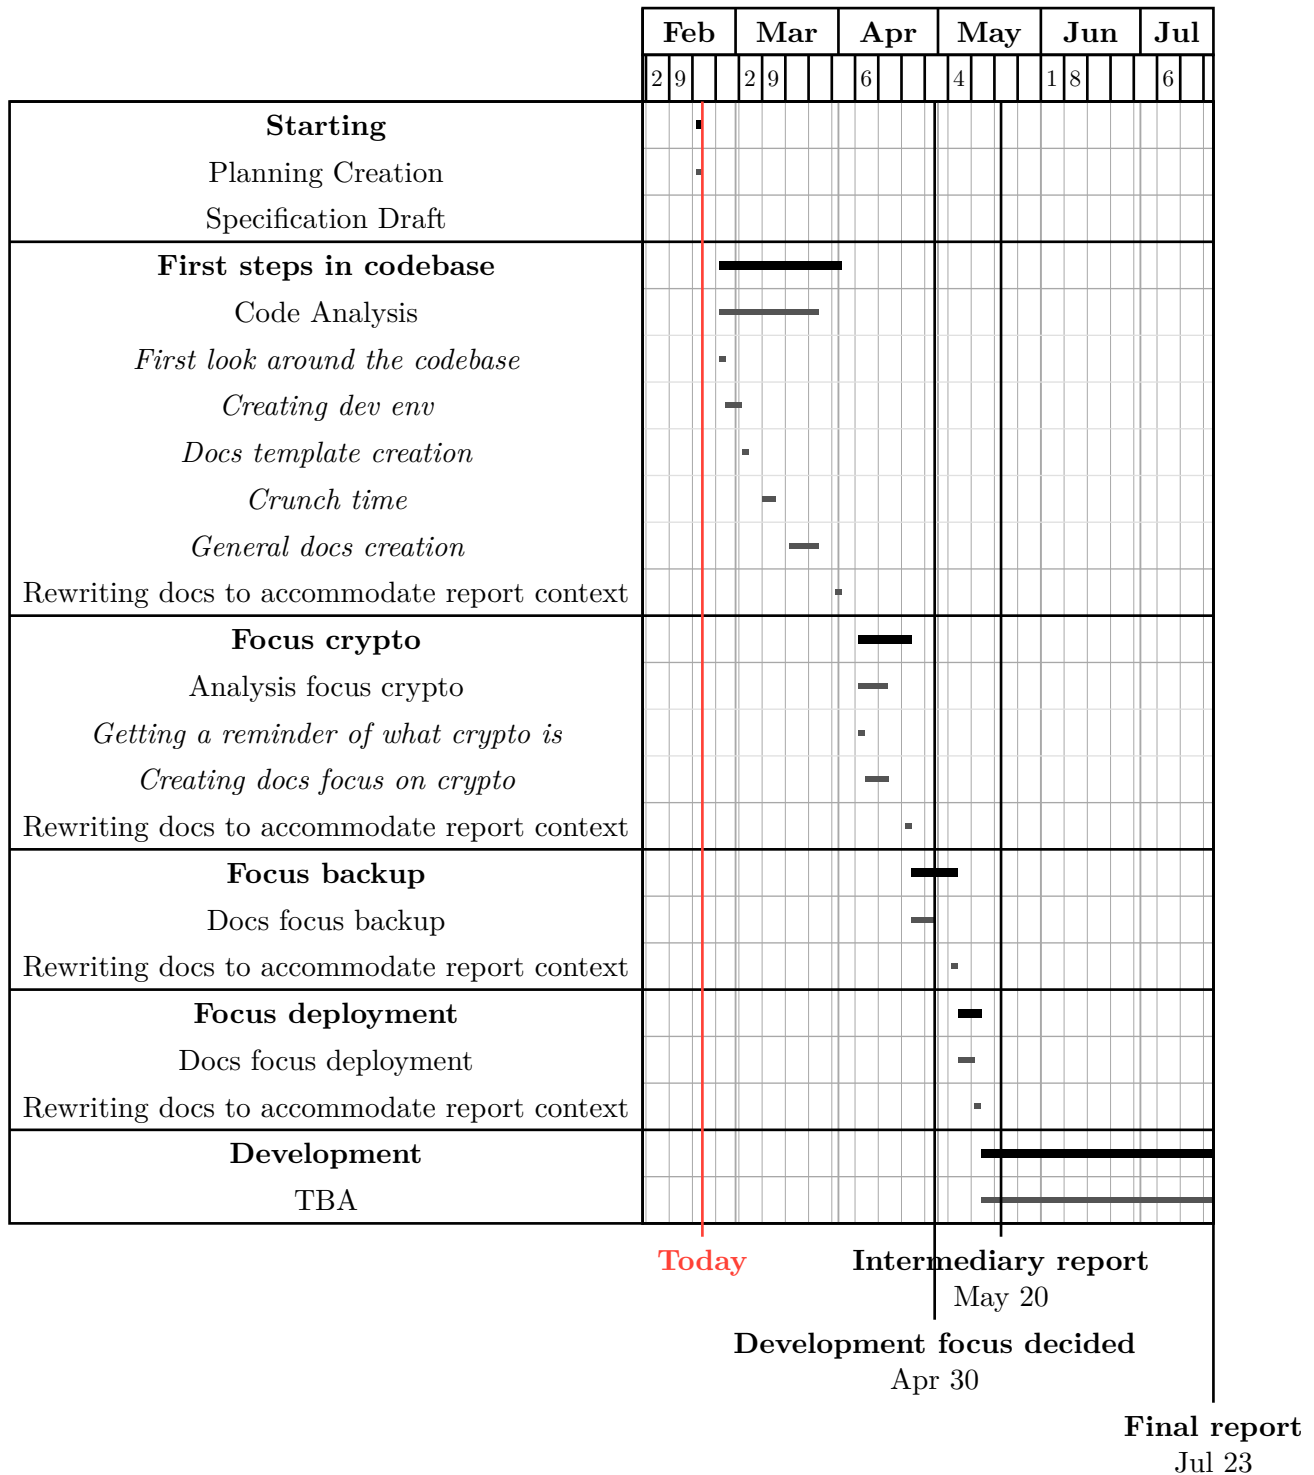 Feb Mar Apr May Jun Jul
2 9 2 9 6 4 1 8 6
Starting
Planning Creation
Specification Draft
First steps in codebase
Code Analysis
First look around the codebase
Creating dev env
Docs template creation
Crunch time
General docs creation
Rewriting docs to accommodate report context
Focus crypto
Analysis focus crypto
Getting a reminder of what crypto is
Creating docs focus on crypto
Rewriting docs to accommodate report context
Focus backup
Docs focus backup
Rewriting docs to accommodate report context
Focus deployment
Docs focus deployment
Rewriting docs to accommodate report context
Development
TBA
Today Intermediary report
May 20
Development focus decided
Apr 30
Final report
Jul 23